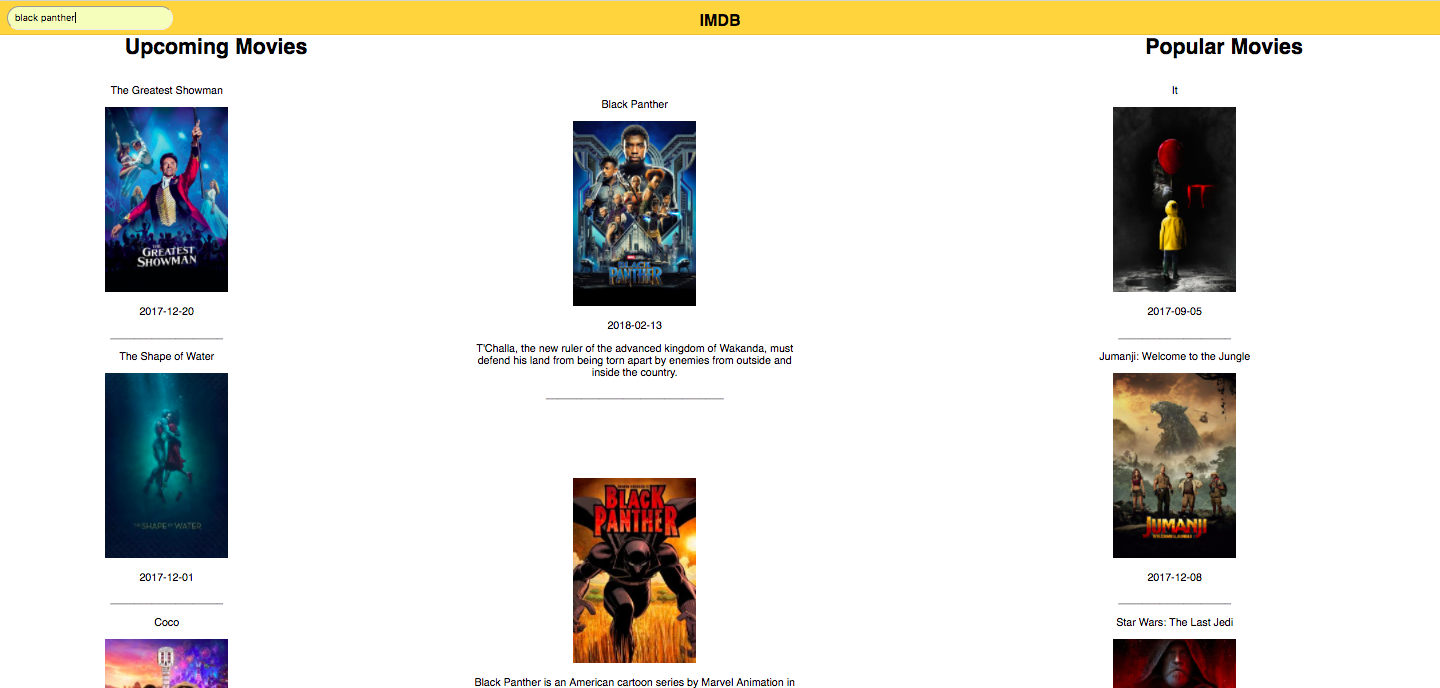 black panther
IMDB
Upcoming Movies
The Greatest Showman
THE
GREATEST
SHOWMAN
2017-12-20
The Shape of Water
THE SHAPE OF WATER
2017-12-01
Coco
Black Panther
BLACK
PANTHER
2018-02-13
T'Challa, the new ruler of the advanced kingdom of Wakanda, must
defend his land from being torn apart by enemies from outside and
inside the country.
BLACK
PANTHER
Black Panther is an American cartoon series by Marvel Animation in
Popular Movies
It
IT
2017-09-05
Jumanji: Welcome to the Jungle
JUMANJI
WELCOME TO THE JUNGLE
2017-12-08
Star Wars: The Last Jedi